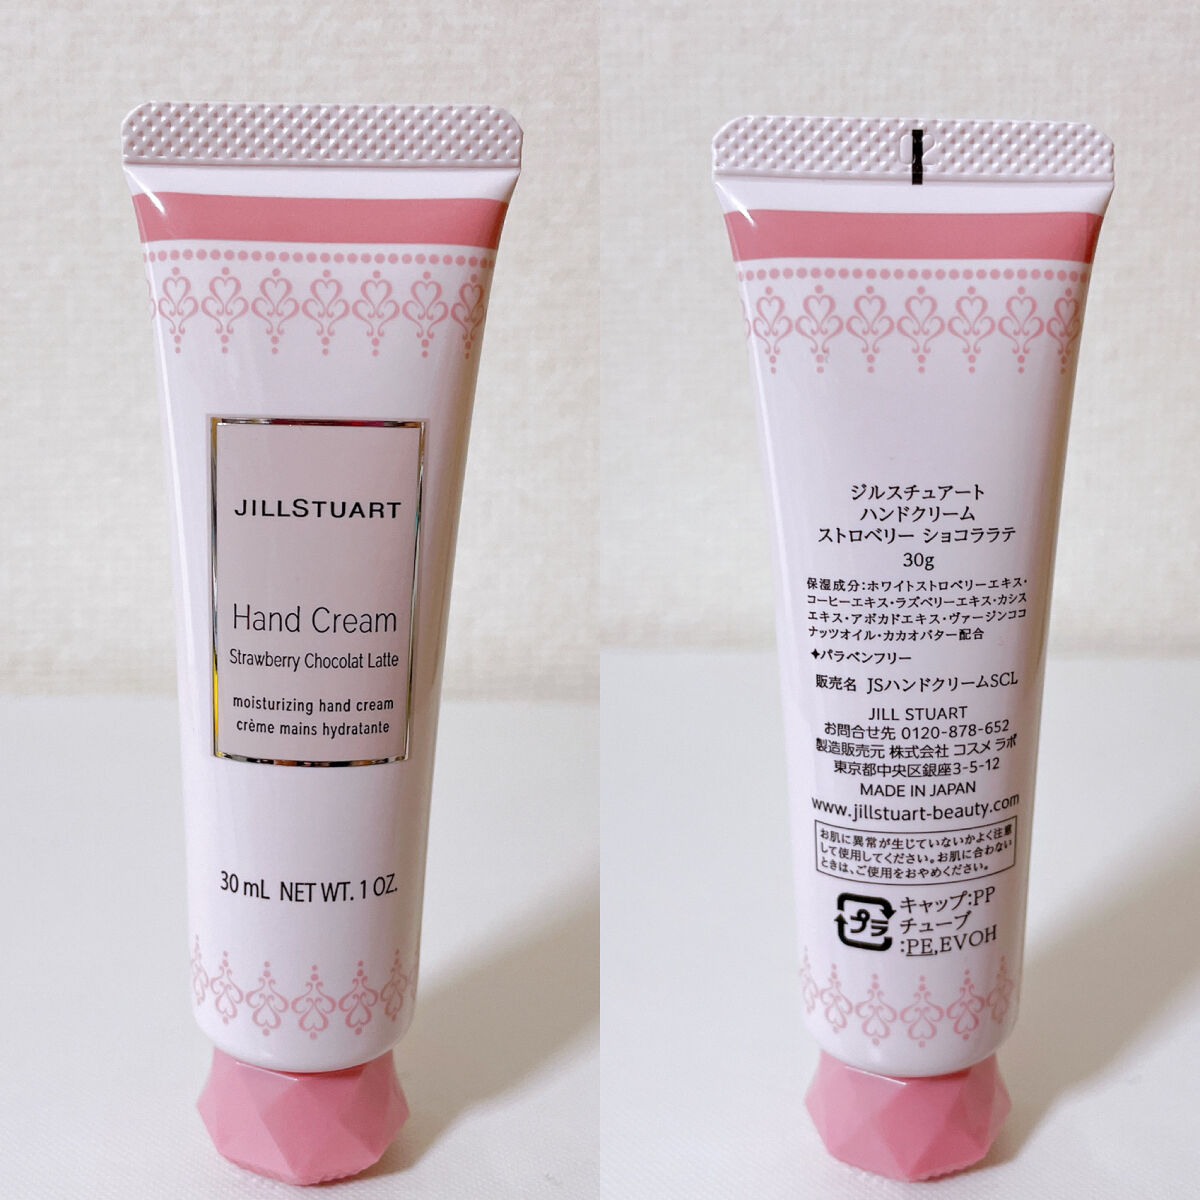 JILLSTUART
Hand Cream
Strawberry Chocolat Latte
moisturizing hand cream
crème mains hydratante
30 mL NET WT. 1 OZ.
ジルスチュアート
ハンドクリーム
ストロベリー ショコララテ
30g
保湿成分:ホワイトストロベリーエキス・
コーヒーエキス・ラズベリーエキス・カシス
エキス・アボカドエキス・ヴァージンココ
ナッツオイル・カカオバター配合
✦パラベンフリー
販売名 JSハンドクリームSCL
JILL STUART
お問合せ先 0120-878-652
製造販売元 株式会社 コスメ ラボ
東京都中央区銀座3-5-12
MADE IN JAPAN
www.jillstuart-beauty.com
お肌に異常が生じていないかよく注意
して使用してください。お肌に合わない
ときは、ご使用をおやめください。
プラ
キャップ:PP
チューブ
:PE,EVOH